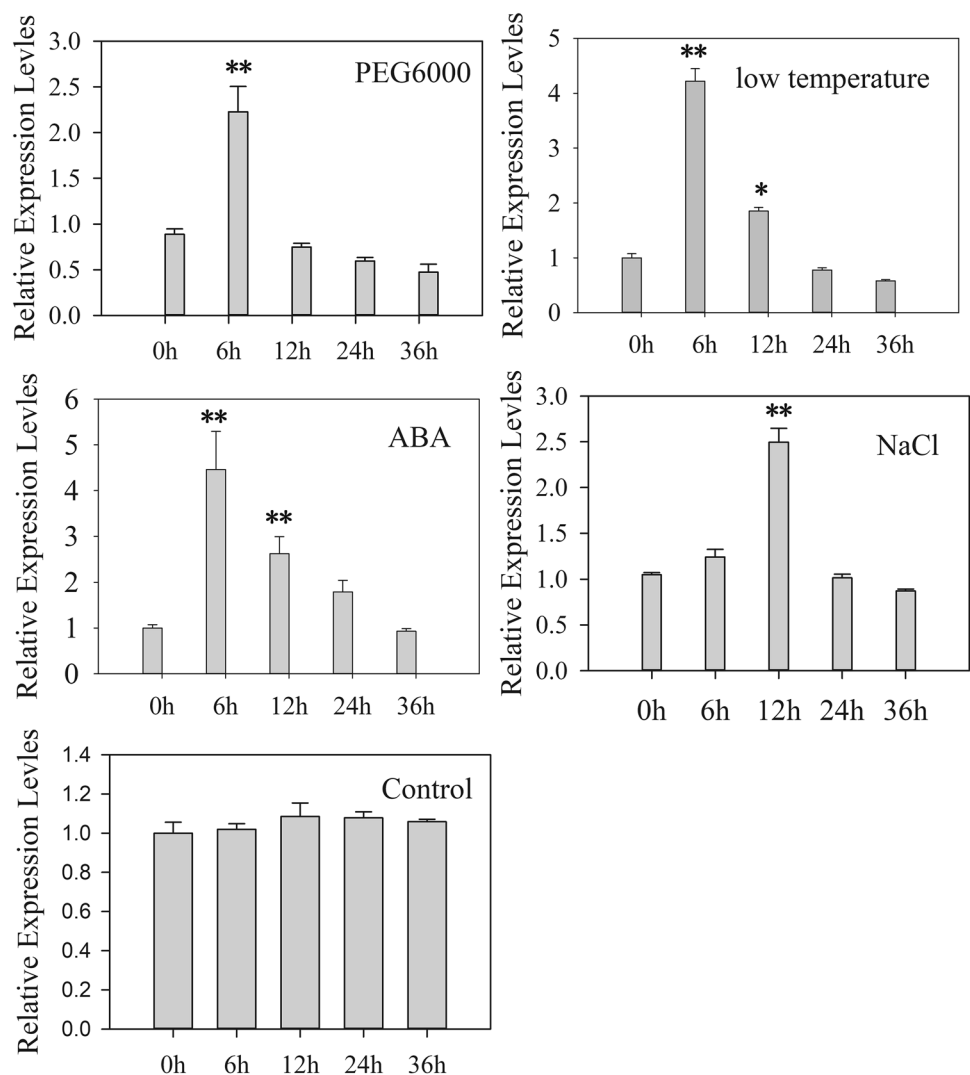 Relative Expression Levles
3.0
2.5
2.0
1.5
1.0
0.5
0.0
**
PEG6000
0h 6h 12h 24h 36h
Relative Expression Levles
5
4
3
2
1
0
**
*
low temperature
0h 6h 12h 24h 36h
Relative Expression Levles
6
5
4
3
2
1
0
**
**
ABA
0h 6h 12h 24h 36h
Relative Expression Levles
3.0
2.5
2.0
1.5
1.0
0.5
0.0
**
NaCl
0h 6h 12h 24h 36h
Relative Expression Levles
1.4
1.2
1.0
0.8
0.6
0.4
0.2
0.0
Control
0h 6h 12h 24h 36h